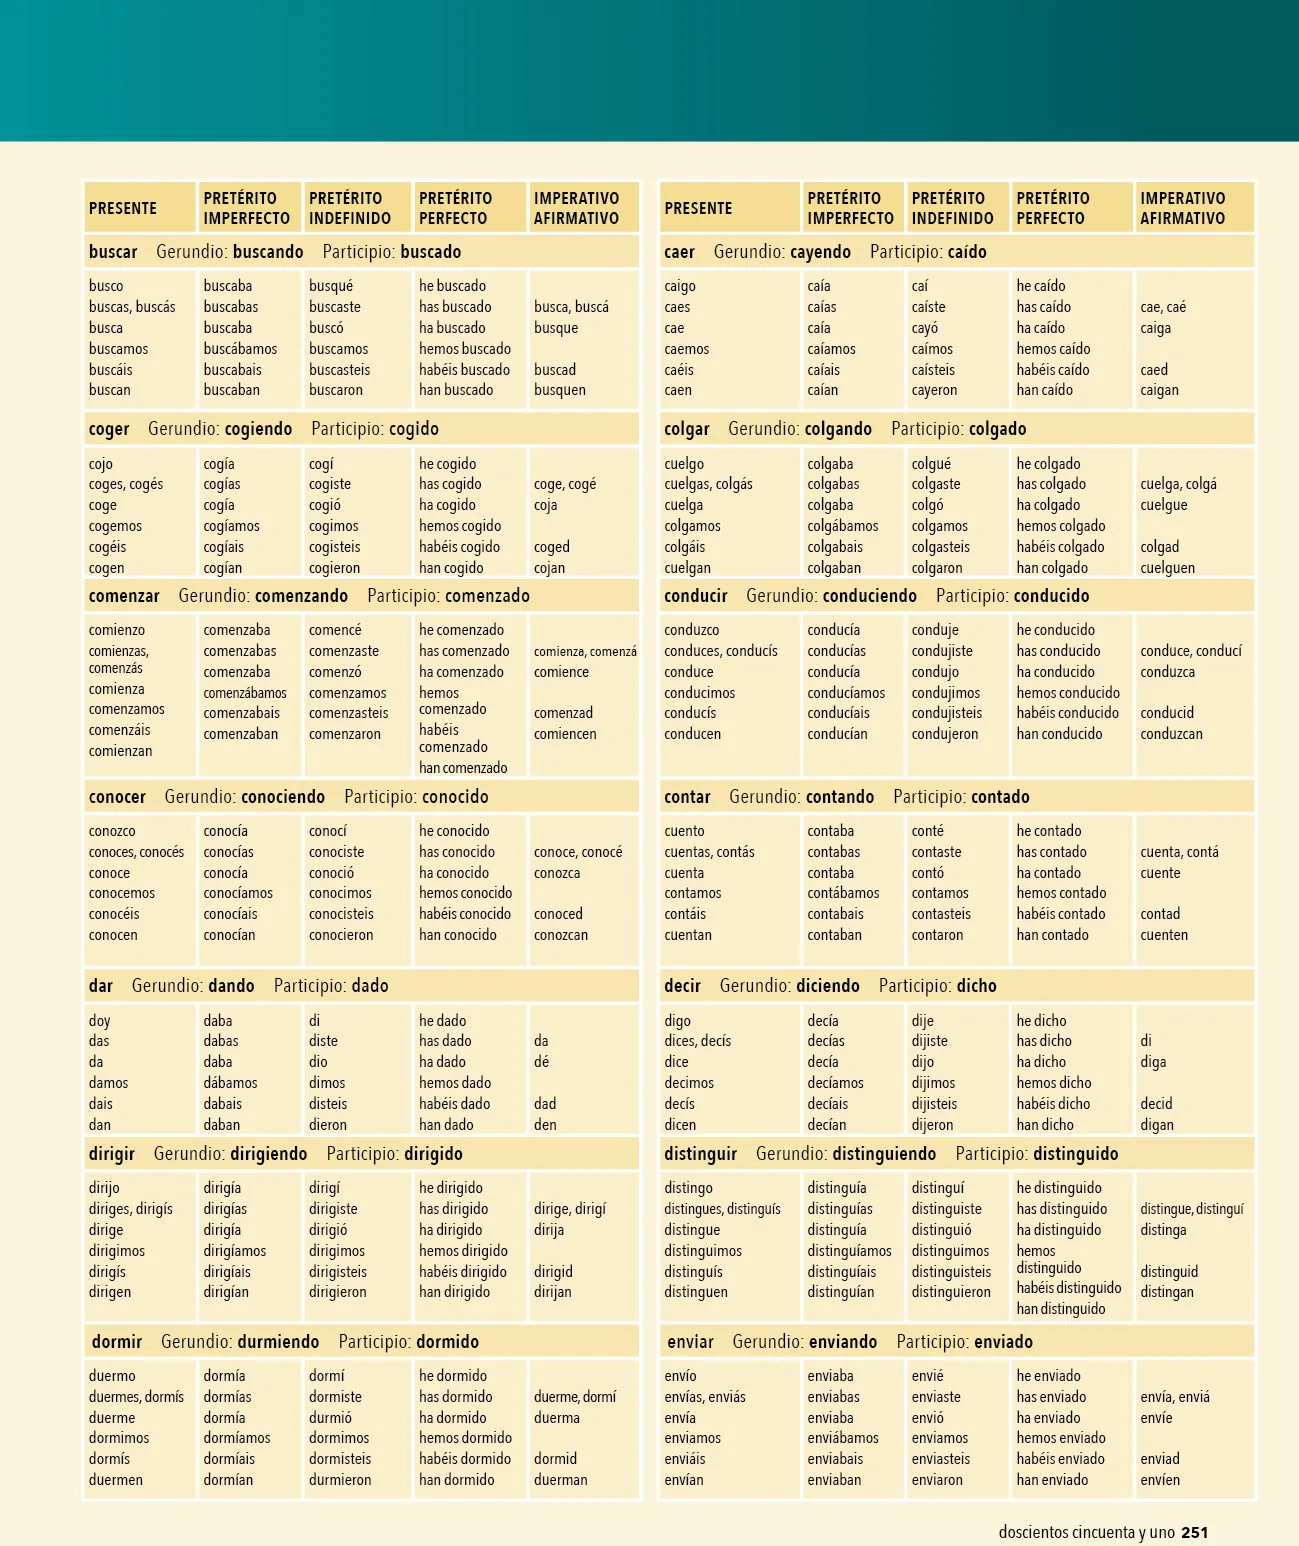 PRESENTE PRETÉRITO IMPERFECTO PRETÉRITO INDEFINIDO PRETÉRITO PERFECTO IMPERATIVO AFIRMATIVO
buscar Gerundio: buscando Participio: buscado
busco buscaba busqué he buscado
buscas, buscás buscabas buscaste has buscado busca, buscá
busca buscaba buscó ha buscado busque
buscamos buscábamos buscamos hemos buscado
buscáis buscabais buscasteis habéis buscado buscad
buscan buscaban buscaron han buscado busquen
coger Gerundio: cogiendo Participio: cogido
cojo cogía cogí he cogido
coges, cogés cogías cogiste has cogido coge, cogé
coge cogía cogió ha cogido coja
cogemos cogíamos cogimos hemos cogido
cogéis cogíais cogisteis habéis cogido coged
cogen cogían cogieron han cogido cojan
comenzar Gerundio: comenzando Participio: comenzado
comienzo comenzaba comencé he comenzado
comienzas, comenzás comenzabas comenzaste has comenzado comienza, comenzá
comienza comenzaba comenzó ha comenzado comience
comenzamos comenzábamos comenzamos hemos comenzado
comenzáis comenzabais comenzasteis habéis comenzado comenzad
comienzan comenzaban comenzaron han comenzado comiencen
conocer Gerundio: conociendo Participio: conocido
conozco conocía conocí he conocido
conoces, conocés conocías conociste has conocido conoce, conocé
conoce conocía conoció ha conocido conozca
conocemos conocíamos conocimos hemos conocido
conocéis conocíais conocisteis habéis conocido conoced
conocen conocían conocieron han conocido conozcan
dar Gerundio: dando Participio: dado
doy daba di he dado
das dabas diste has dado da
da daba dio ha dado dé
damos dábamos dimos hemos dado
dais dabais disteis habéis dado dad
dan daban dieron han dado den
dirigir Gerundio: dirigiendo Participio: dirigido
dirijo dirigía dirigí he dirigido
diriges, dirigís dirigías dirigiste has dirigido dirige, dirigí
dirige dirigía dirigió ha dirigido dirija
dirigimos dirigíamos dirigimos hemos dirigido
dirigís dirigíais dirigisteis habéis dirigido dirigid
dirigen dirigían dirigieron han dirigido dirijan
dormir Gerundio: durmiendo Participio: dormido
duermo dormía dormí he dormido
duermes, dormís dormías dormiste has dormido duerme, dormí
duerme dormía durmió ha dormido duerma
dormimos dormíamos dormimos hemos dormido
dormís dormíais dormisteis habéis dormido dormid
duermen dormían durmieron han dormido duerman
PRESENTE PRETÉRITO IMPERFECTO PRETÉRITO INDEFINIDO PRETÉRITO PERFECTO IMPERATIVO AFIRMATIVO
caer Gerundio: cayendo Participio: caído
caigo caía caí he caído
caes caías caíste has caído cae, caé
cae caía cayó ha caído caiga
caemos caíamos caímos hemos caído
caéis caíais caísteis habéis caído caed
caen caían cayeron han caído caigan
colgar Gerundio: colgando Participio: colgado
cuelgo colgaba colgué he colgado
cuelgas, colgás colgabas colgaste has colgado cuelga, colgá
cuelga colgaba colgó ha colgado cuelgue
colgamos colgábamos colgamos hemos colgado
colgáis colgabais colgasteis habéis colgado colgad
cuelgan colgaban colgaron han colgado cuelguen
conducir Gerundio: conduciendo Participio: conducido
conduzco conducía conduje he conducido
conduces, conducís conducías condujiste has conducido conduce, conducí
conduce conducía condujo ha conducido conduzca
conducimos conducíamos condujimos hemos conducido
conducís conducíais condujisteis habéis conducido conducid
conducen conducían condujeron han conducido conduzcan
contar Gerundio: contando Participio: contado
cuento contaba conté he contado
cuentas, contás contabas contaste has contado cuenta, contá
cuenta contaba contó ha contado cuente
contamos contábamos contamos hemos contado
contáis contabais contasteis habéis contado contad
cuentan contaban contaron han contado cuenten
decir Gerundio: diciendo Participio: dicho
digo decía dije he dicho
dices, decís decías dijiste has dicho di
dice decía dijo ha dicho diga
decimos decíamos dijimos hemos dicho
decís decíais dijisteis habéis dicho decid
dicen decían dijeron han dicho digan
distinguir Gerundio: distinguiendo Participio: distinguido
distingo distinguía distinguí he distinguido
distingues, distinguís distinguías distinguiste has distinguido distingue, distinguí
distingue distinguía distinguió ha distinguido distinga
distinguimos distinguíamos distinguimos hemos distinguido
distinguís distinguíais distinguisteis habéis distinguido distinguid
distinguen distinguían distinguieron han distinguido distingan
enviar Gerundio: enviando Participio: enviado
envío enviaba envié he enviado
envías, enviás enviabas enviaste has enviado envía, enviá
envía enviaba envió ha enviado envíe
enviamos enviábamos enviamos hemos enviado
enviáis enviabais enviasteis habéis enviado enviad
envían enviaban enviaron han enviado envíen
doscientos cincuenta y uno 251